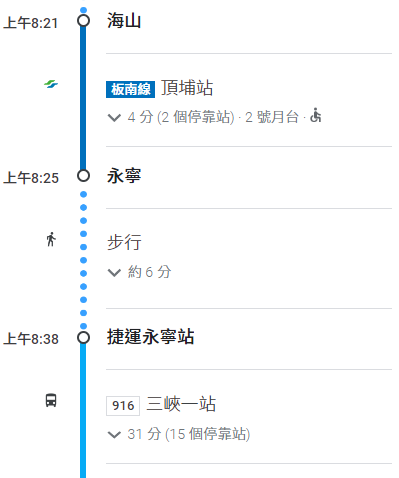 上午8:21 海山
板南線 頂埔站
4 分 (2 個停靠站) · 2 號月台 ·
上午8:25 永寧
步行
約 6 分
上午8:38 捷運永寧站
916 三峽一站
31 分 (15 個停靠站)